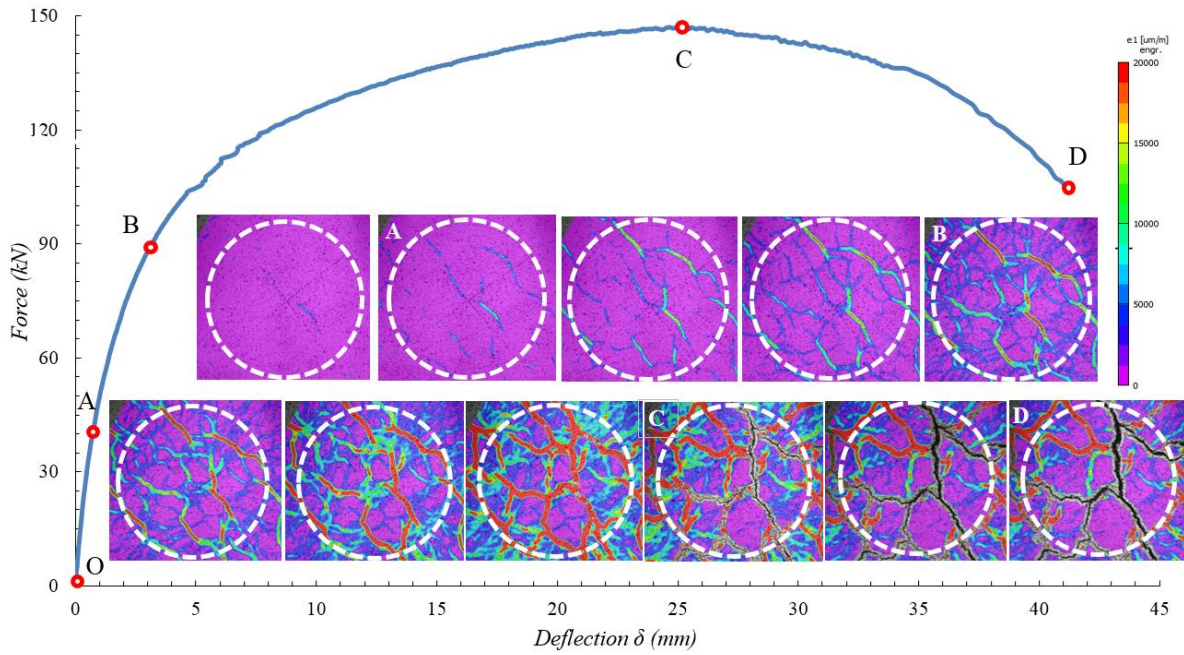 150
120
90
60
30
0
Force (kN)
0 5 10 15 20 25 30 35 40 45
Deflection δ (mm)
O
A
B
C
D
A
B
C
D
e1 [um/m]
engr.
20000
15000
10000
5000
0